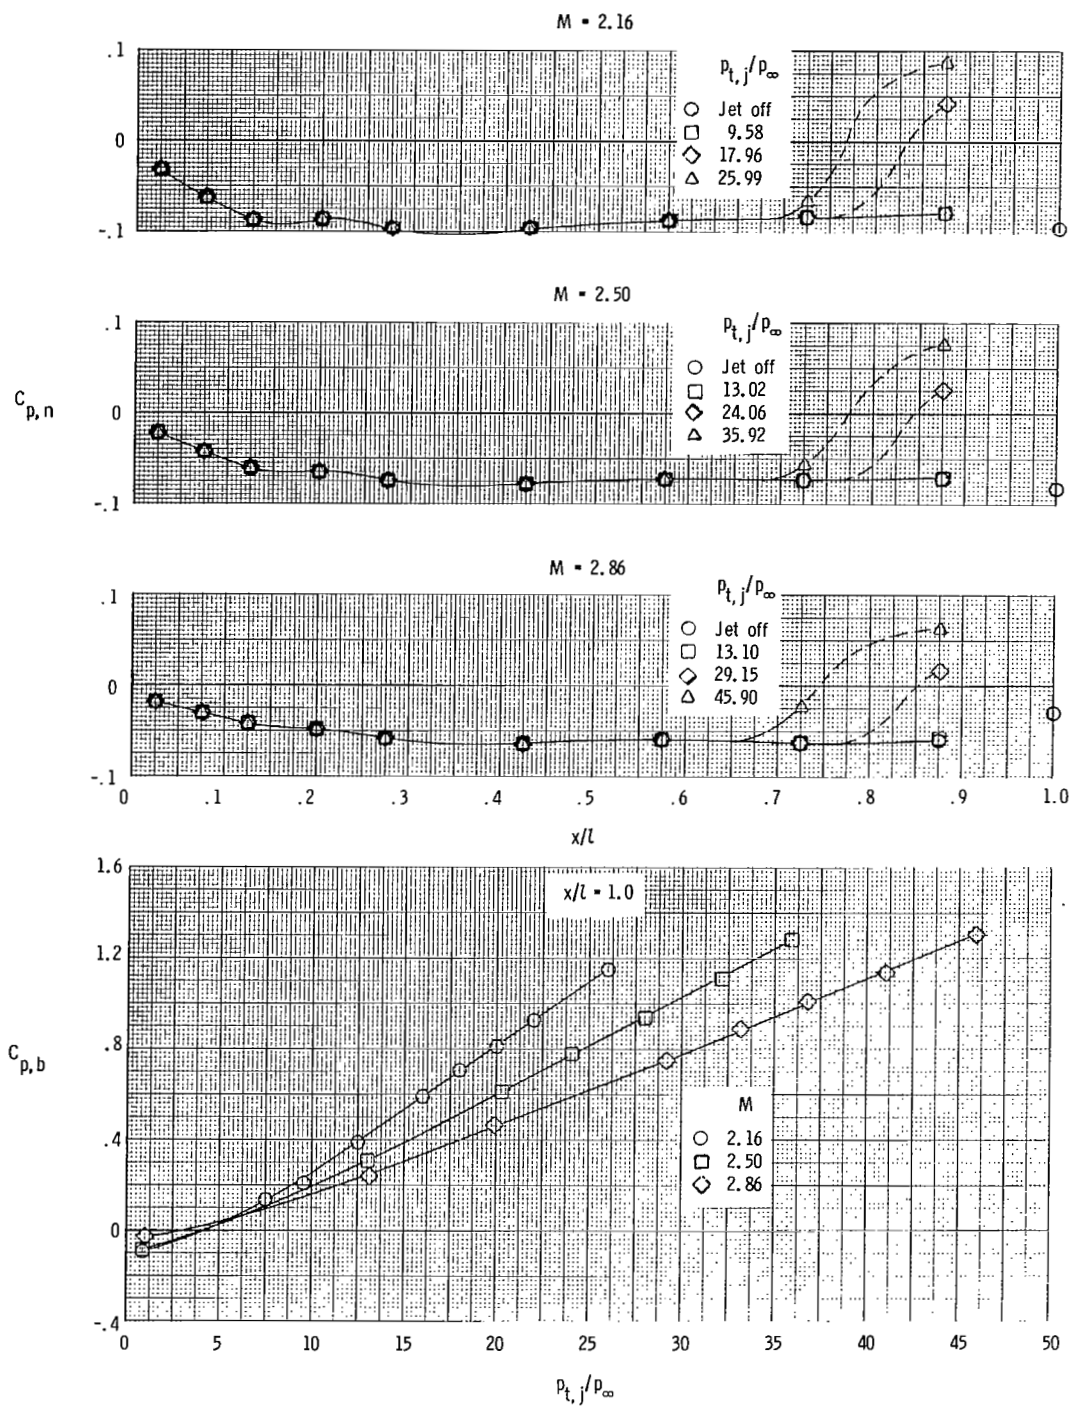 M = 2.16
.1
0
-.1
p_t,j/p_∞
Jet off
9.58
17.96
25.99
M = 2.50
C_p,n
.1
0
-.1
p_t,j/p_∞
Jet off
13.02
24.06
35.92
M = 2.86
.1
0
-.1
p_t,j/p_∞
Jet off
13.10
29.15
45.90
0 .1 .2 .3 .4 .5 .6 .7 .8 .9 1.0
x/l
x/l = 1.0
C_p,b
1.6
1.2
.8
.4
0
-.4
M
2.16
2.50
2.86
0 5 10 15 20 25 30 35 40 45 50
p_t,j/p_∞